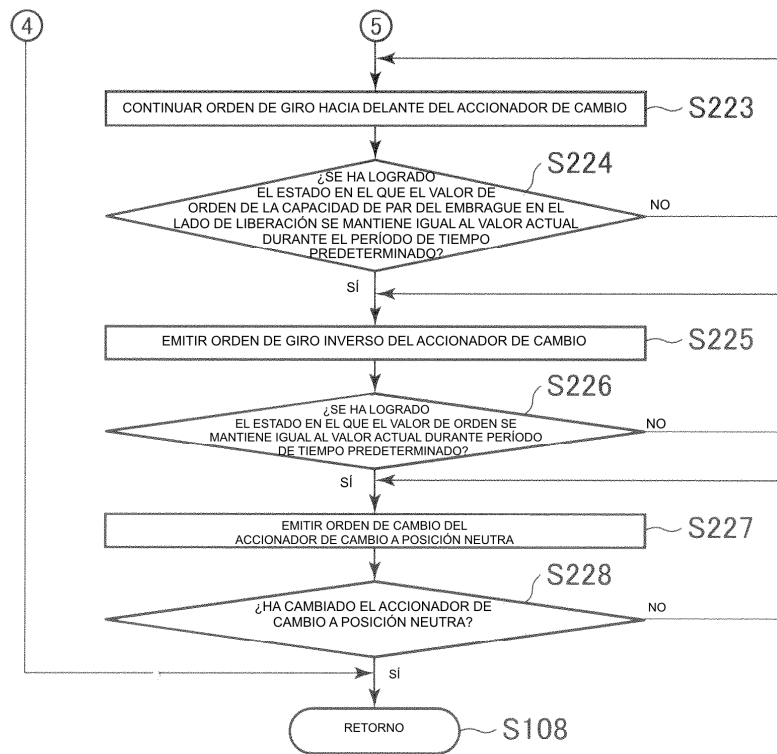 4
5
CONTINUAR ORDEN DE GIRO HACIA DELANTE DEL ACCIONADOR DE CAMBIO
S223
S224
¿SE HA LOGRADO
EL ESTADO EN EL QUE EL VALOR DE
ORDEN DE LA CAPACIDAD DE PAR DEL EMBRAGUE EN EL
LADO DE LIBERACIÓN SE MANTIENE IGUAL AL VALOR ACTUAL
DURANTE EL PERÍODO DE TIEMPO
PREDETERMINADO?
NO
SÍ
EMITIR ORDEN DE GIRO INVERSO DEL ACCIONADOR DE CAMBIO
S225
S226
¿SE HA LOGRADO
EL ESTADO EN EL QUE EL VALOR DE ORDEN SE
MANTIENE IGUAL AL VALOR ACTUAL DURANTE PERÍODO
DE TIEMPO PREDETERMINADO?
NO
SÍ
EMITIR ORDEN DE CAMBIO DEL
ACCIONADOR DE CAMBIO A POSICIÓN NEUTRA
S227
S228
¿HA CAMBIADO EL ACCIONADOR DE
CAMBIO A POSICIÓN NEUTRA?
NO
SÍ
RETORNO
S108